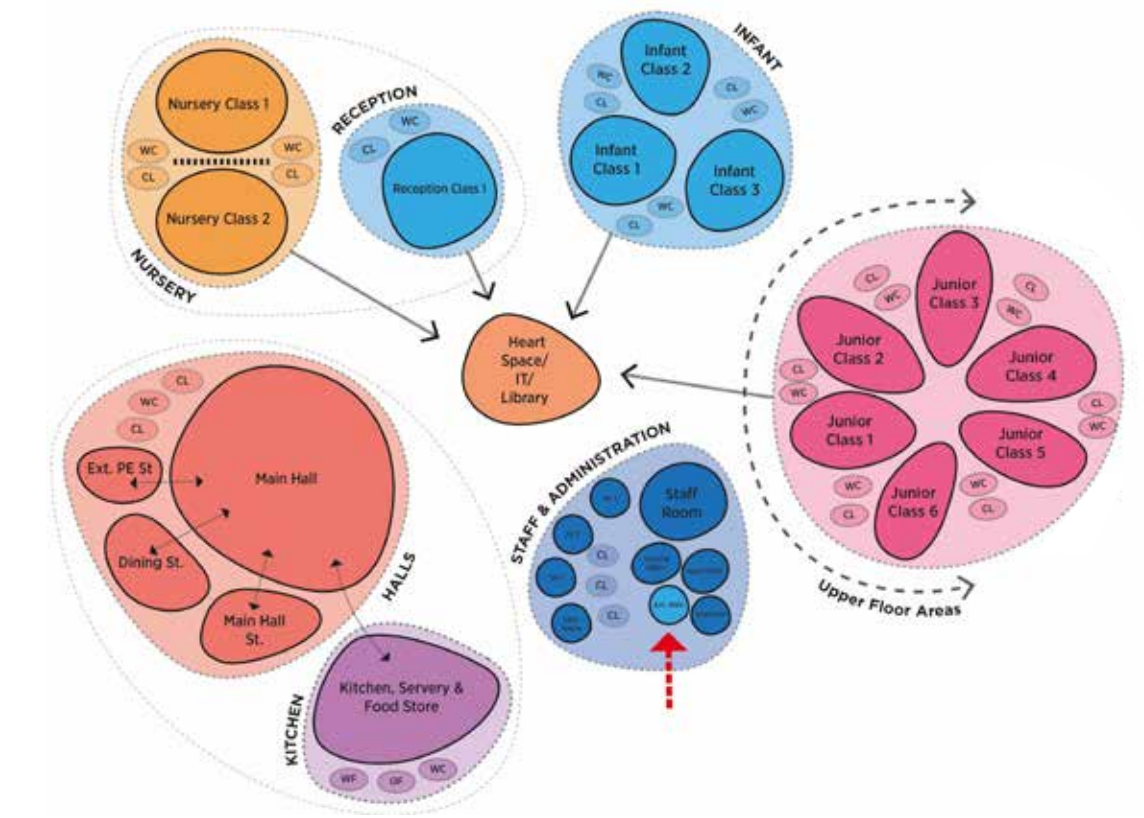 NURSERY
Nursery Class 1
WC
CL
WC
CL
Nursery Class 2
RECEPTION
WC
CL
Reception Class 1
INFANT
Infant
Class 2
WC
CL
CL
WC
Infant
Class 1
Infant
Class 3
WC
CL
Heart
Space/
IT/
Library
Junior
Class 3
CL
WC
CL
WC
Junior
Class 2
Junior
Class 4
CL
WC
CL
WC
Junior
Class 1
Junior
Class 5
Junior
Class 6
WC
CL
WC
CL
Upper Floor Areas
HALLS
CL
WC
CL
Ext. PE St
Main Hall
Dining St.
Main Hall
St.
KITCHEN
Kitchen, Servery &
Food Store
WF
WC
STAFF & ADMINISTRATION
Staff
Room
CL
CL
CL